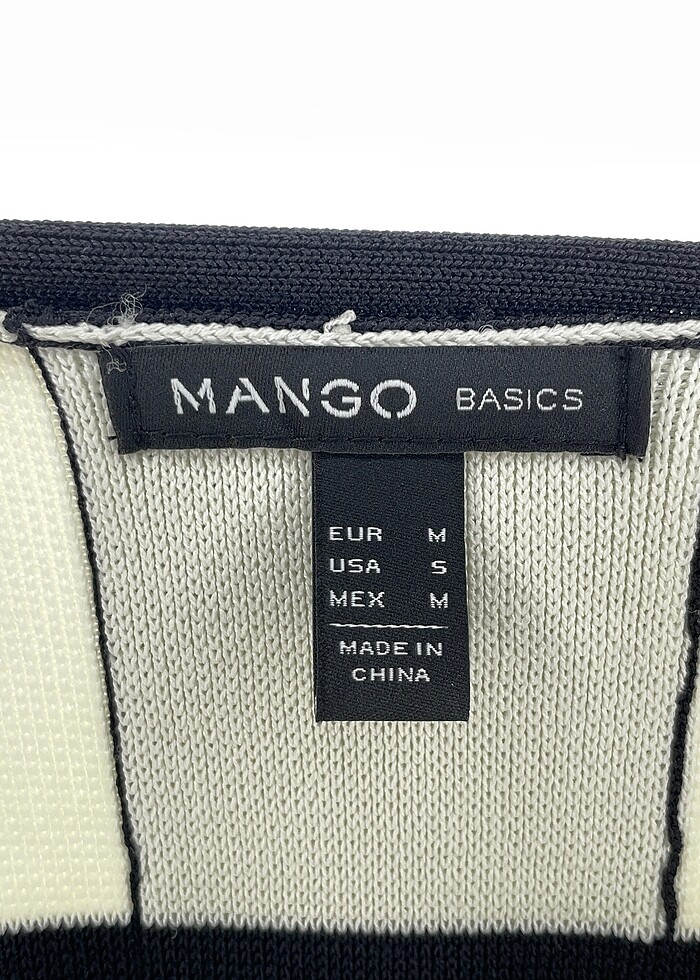 MANGO BASICS
EUR M
USA S
MEX M
MADE IN
CHINA